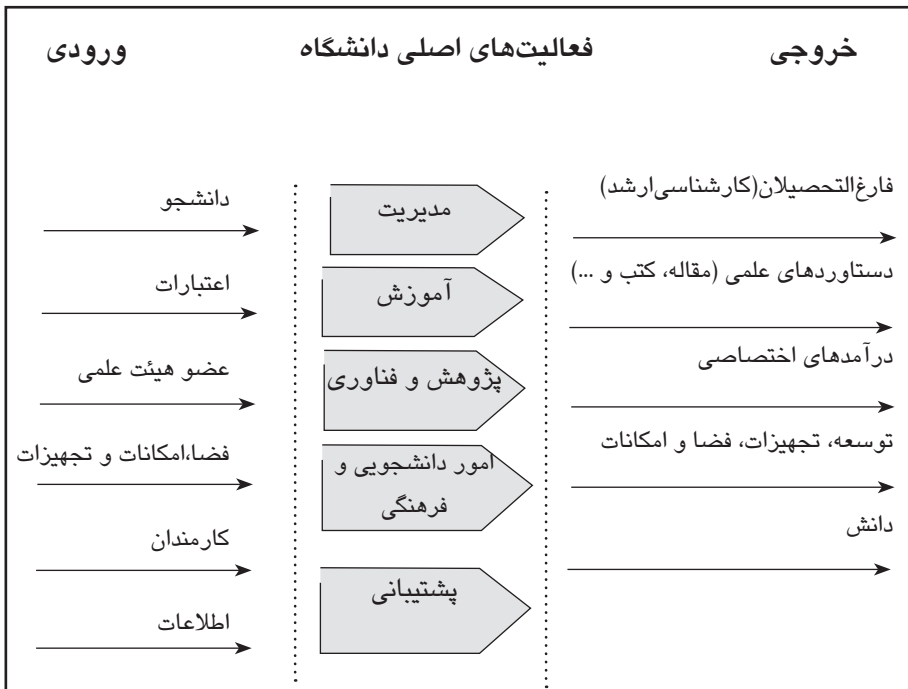 ورودی
فعالیت‌های اصلی دانشگاه
خروجی
دانشجو
اعتبارات
عضو هیئت علمی
فضا،امکانات و تجهیزات
کارمندان
اطلاعات
مدیریت
آموزش
پژوهش و فناوری
امور دانشجویی و
فرهنگی
پشتیبانی
فارغ‌التحصیلان(کارشناسی‌ارشد)
دستاوردهای علمی (مقاله، کتب و ...)
درآمدهای اختصاصی
توسعه، تجهیزات، فضا و امکانات
دانش